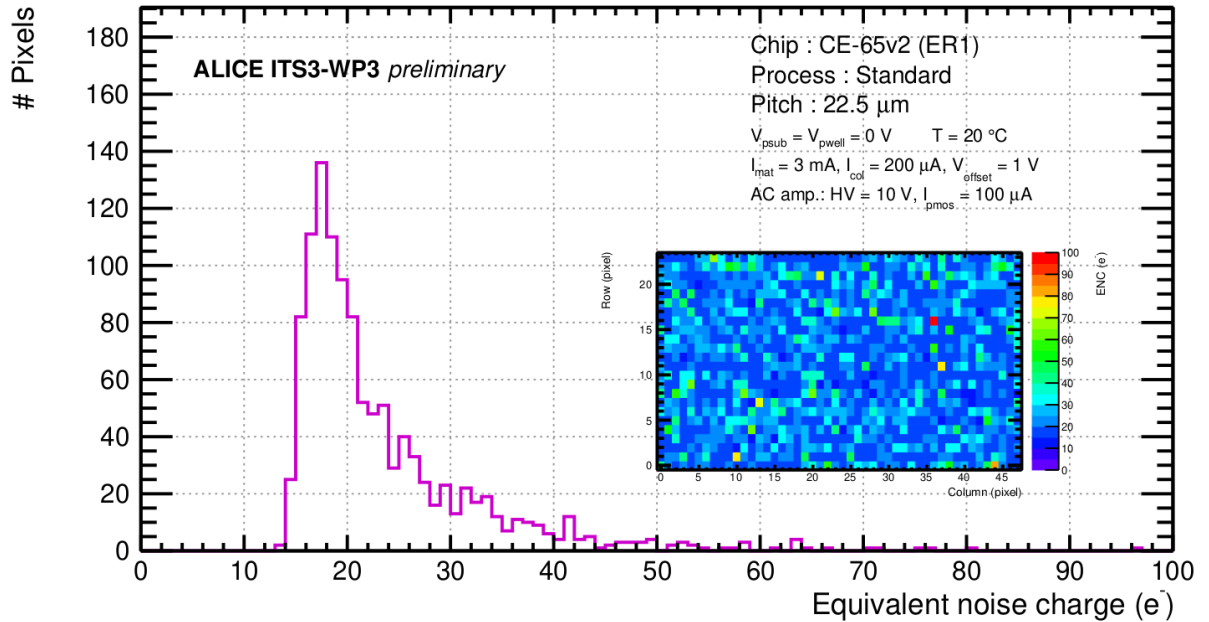 # Pixels
180
160
140
120
100
80
60
40
20
0
ALICE ITS3-WP3 preliminary
Chip : CE-65v2 (ER1)
Process : Standard
Pitch : 22.5 μm
V_psub = V_pwell = 0 V T = 20 °C
I_mat = 3 mA, I_col = 200 μA, V_offset = 1 V
AC amp.: HV = 10 V, I_pmos = 100 μA
Row (pixel)
20
15
10
5
0
0 5 10 15 20 25 30 35 40 45
Column (pixel)
ENC (e⁻)
100
90
80
70
60
50
40
30
20
10
0
0 10 20 30 40 50 60 70 80 90 100
Equivalent noise charge (e⁻)